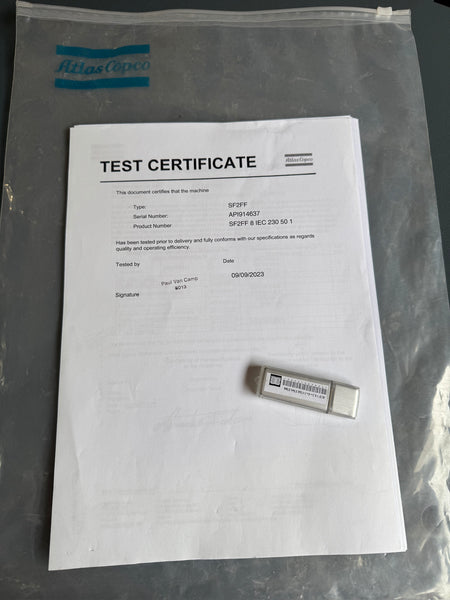 Atlas Copco
TEST CERTIFICATE
Atlas Copco
This document certifies that the machine
Type: SF2FF
Serial Number: API914637
Product Number SF2FF 8 IEC 230 50 1
Has been tested prior to delivery and fully conforms with our specifications as regards
quality and operating efficiency.
Tested by Date
Paul Van Camp 09/09/2023
6013
Signature